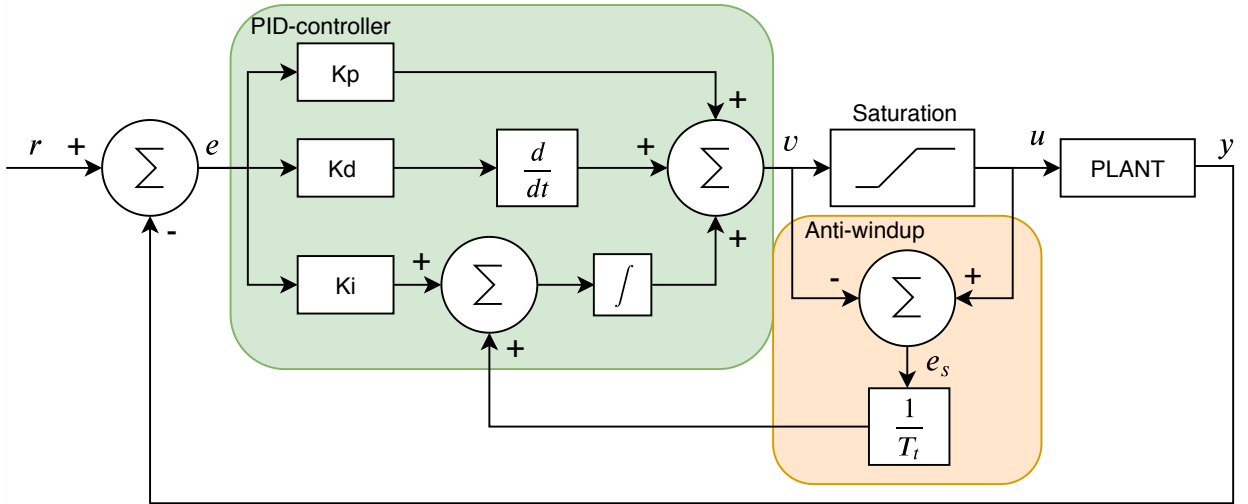 PID-controller
Kp
+
r
+
Σ
e
Kd
d
dt
+
Σ
v
Saturation
u
PLANT
y
-
Ki
+
Σ
∫
+
Anti-windup
-
Σ
+
+
e_s
1
T_t